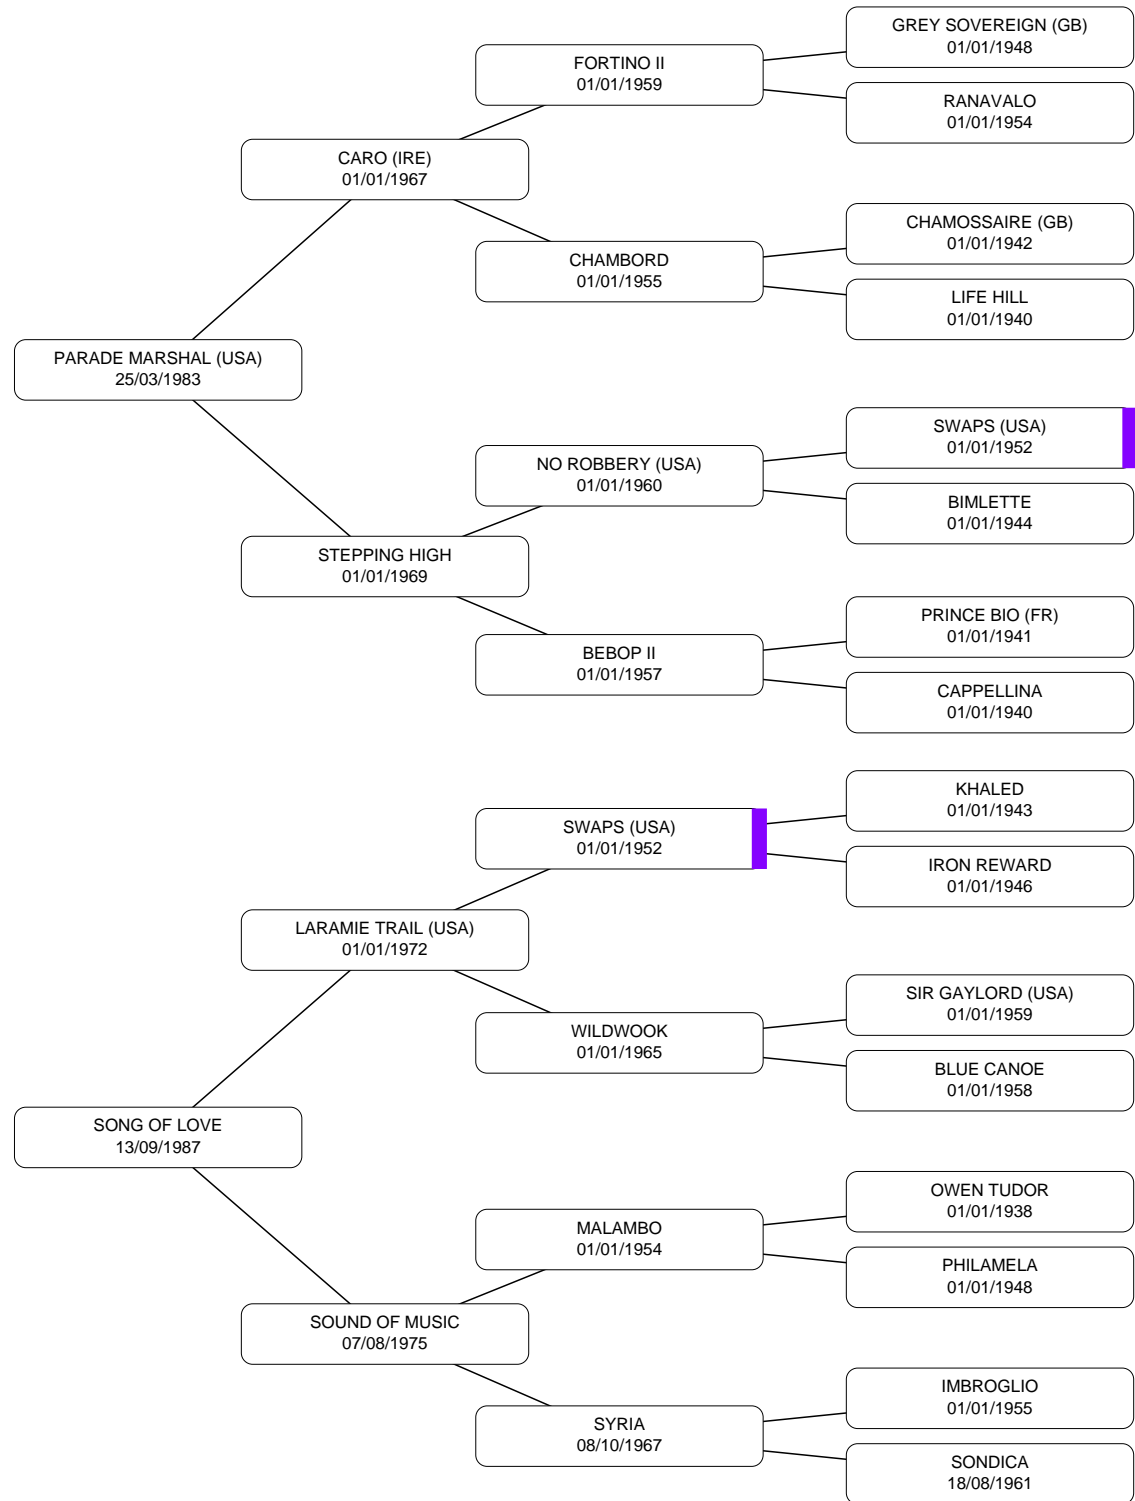 GREY SOVEREIGN (GB)
01/01/1948
FORTINO II
01/01/1959
RANAVALO
01/01/1954
CARO (IRE)
01/01/1967
CHAMOSSAIRE (GB)
01/01/1942
CHAMBORD
01/01/1955
LIFE HILL
01/01/1940
PARADE MARSHAL (USA)
25/03/1983
SWAPS (USA)
01/01/1952
NO ROBBERY (USA)
01/01/1960
BIMLETTE
01/01/1944
STEPPING HIGH
01/01/1969
PRINCE BIO (FR)
01/01/1941
BEBOP II
01/01/1957
CAPPELLINA
01/01/1940
KHALED
01/01/1943
SWAPS (USA)
01/01/1952
IRON REWARD
01/01/1946
LARAMIE TRAIL (USA)
01/01/1972
SIR GAYLORD (USA)
01/01/1959
WILDWOOK
01/01/1965
BLUE CANOE
01/01/1958
SONG OF LOVE
13/09/1987
OWEN TUDOR
01/01/1938
MALAMBO
01/01/1954
PHILAMELA
01/01/1948
SOUND OF MUSIC
07/08/1975
IMBROGLIO
01/01/1955
SYRIA
08/10/1967
SONDICA
18/08/1961